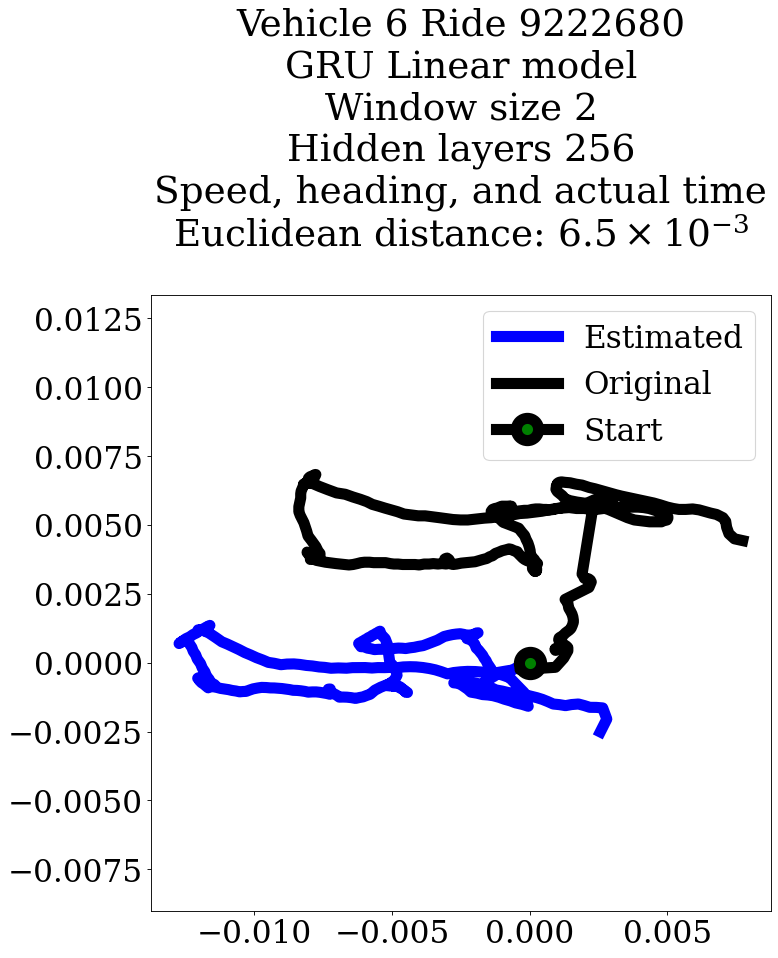 Vehicle 6 Ride 9222680
GRU Linear model
Window size 2
Hidden layers 256
Speed, heading, and actual time
Euclidean distance: 6.5 × 10⁻³
Estimated
Original
Start
0.0125
0.0100
0.0075
0.0050
0.0025
0.0000
−0.0025
−0.0050
−0.0075
−0.010 −0.005 0.000 0.005